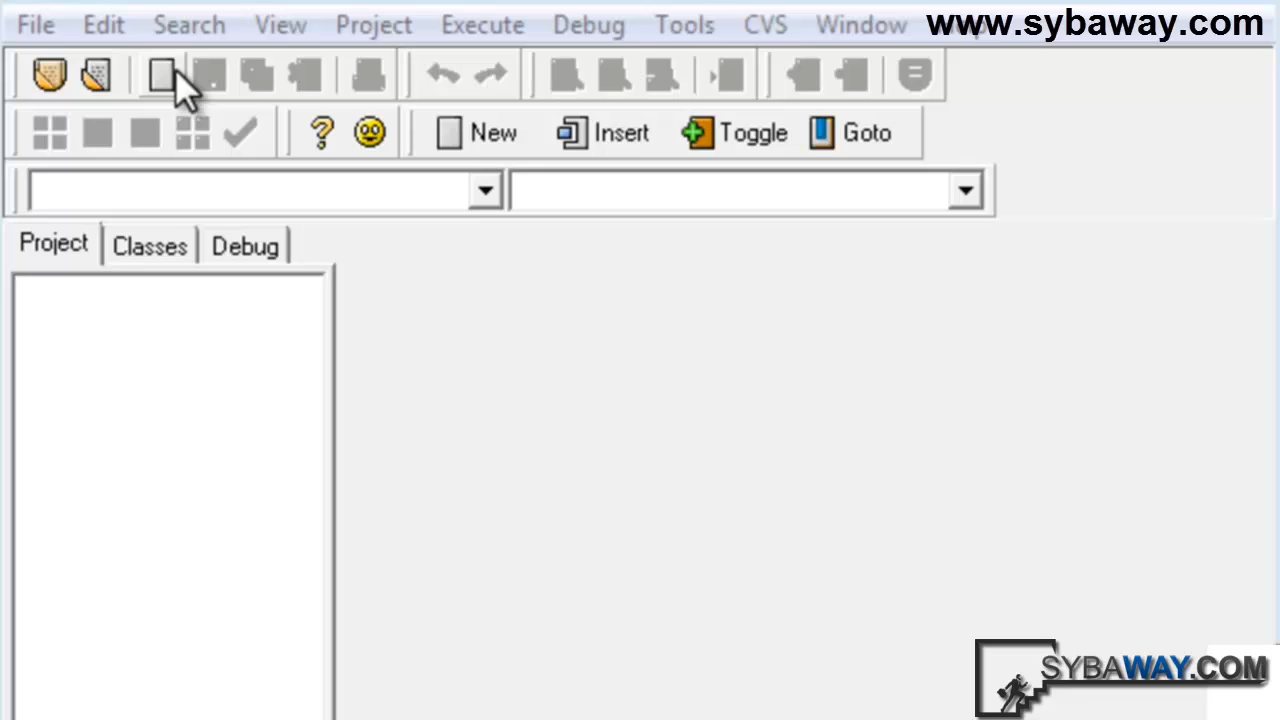 File Edit Search View Project Execute Debug Tools CVS Window
www.sybaway.com
New Insert Toggle Goto
Project Classes Debug
SYBAWAY.COM